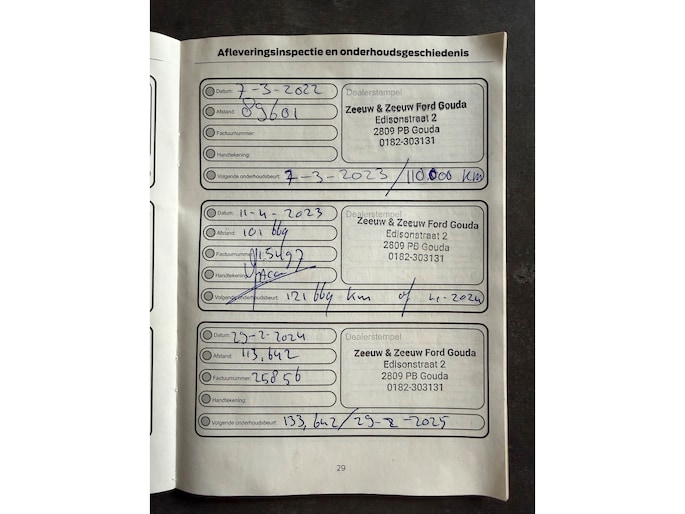 Afleveringsinspectie en onderhoudsgeschiedenis
Datum: 7-3-2022
Afstand: 89601
Factuurnummer:
Handtekening:
Dealerstempel
Zeeuw & Zeeuw Ford Gouda
Edisonstraat 2
2809 PB Gouda
0182-303131
Volgende onderhoudsbeurt: 7-3-2023/110.000 KM
Datum: 11-4-2023
Afstand: 101 669
Factuurnummer: 15497
Handtekening:
Dealerstempel
Zeeuw & Zeeuw Ford Gouda
Edisonstraat 2
2809 PB Gouda
0182-303131
Volgende onderhoudsbeurt: 121 669 km of 4-2024
Datum: 29-2-2024
Afstand: 113,642
Factuurnummer: 25856
Handtekening:
Dealerstempel
Zeeuw & Zeeuw Ford Gouda
Edisonstraat 2
2809 PB Gouda
0182-303131
Volgende onderhoudsbeurt: 133,642/29-2-2025
29